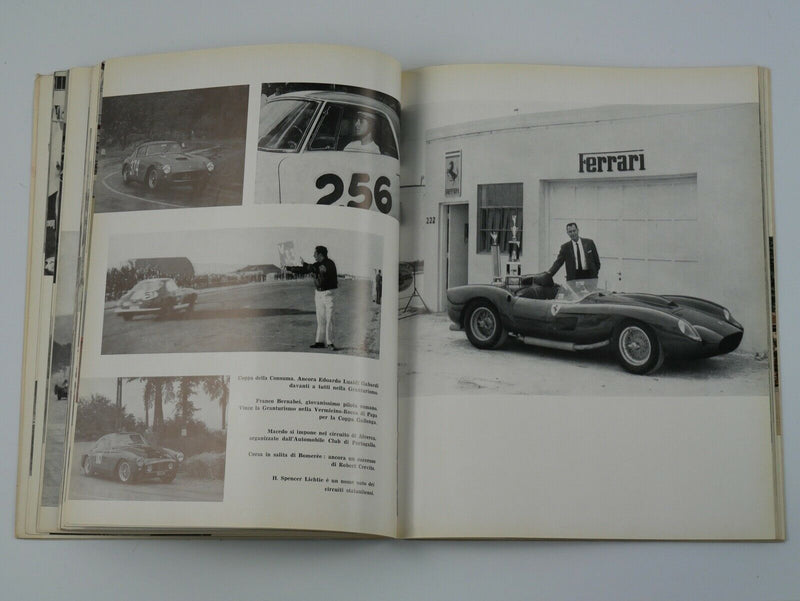 256
Coppa della Consuma. Ancora Edoardo Lualdi Gabardi
davanti a tutti nella Granturismo.
Franco Bernabei, giovanissimo pilota romano.
Vince la Granturismo nella Vermicino-Rocca di Papa
per la Coppa Gallenga.
Macedo si impone nel circuito di
organizzato dall'Automobile Club di Portogallo.
Corsa in salita di Bomerèe: ancora un successo
di Robert Crevits.
H. Spencer Lichtie è un nome noto dei
circuiti statunitensi.
Ferrari
222